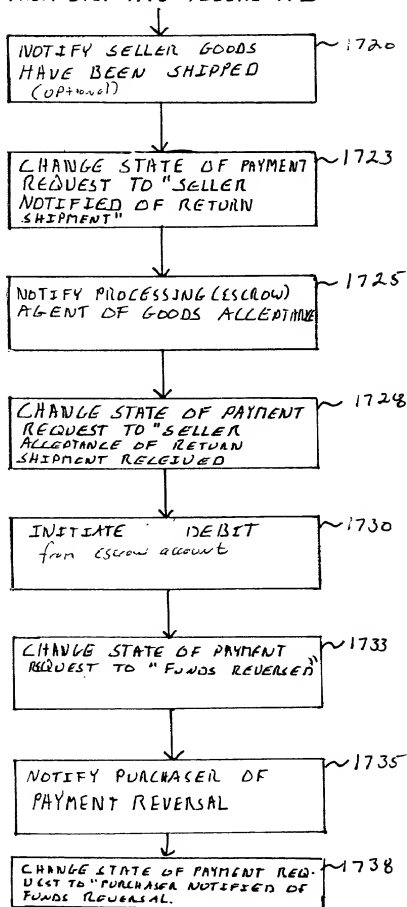 NOTIFY SELLER GOODS
HAVE BEEN SHIPPED
(Optional)
1720
CHANGE STATE OF PAYMENT
REQUEST TO "SELLER
NOTIFIED OF RETURN
SHIPMENT"
1723
NOTIFY PROCESSING (ESCROW)
AGENT OF GOODS ACCEPTANCE
1725
CHANGE STATE OF PAYMENT
REQUEST TO "SELLER
ACCEPTANCE OF RETURN
SHIPMENT RECEIVED
1728
INITIATE DEBIT
from escrow account
1730
CHANGE STATE OF PAYMENT
REQUEST TO "FUNDS REVERSED"
1733
NOTIFY PURCHASER OF
PAYMENT REVERSAL
1735
CHANGE STATE OF PAYMENT REQ-
UEST TO "PURCHASER NOTIFIED OF
FUNDS REVERSAL.
1738